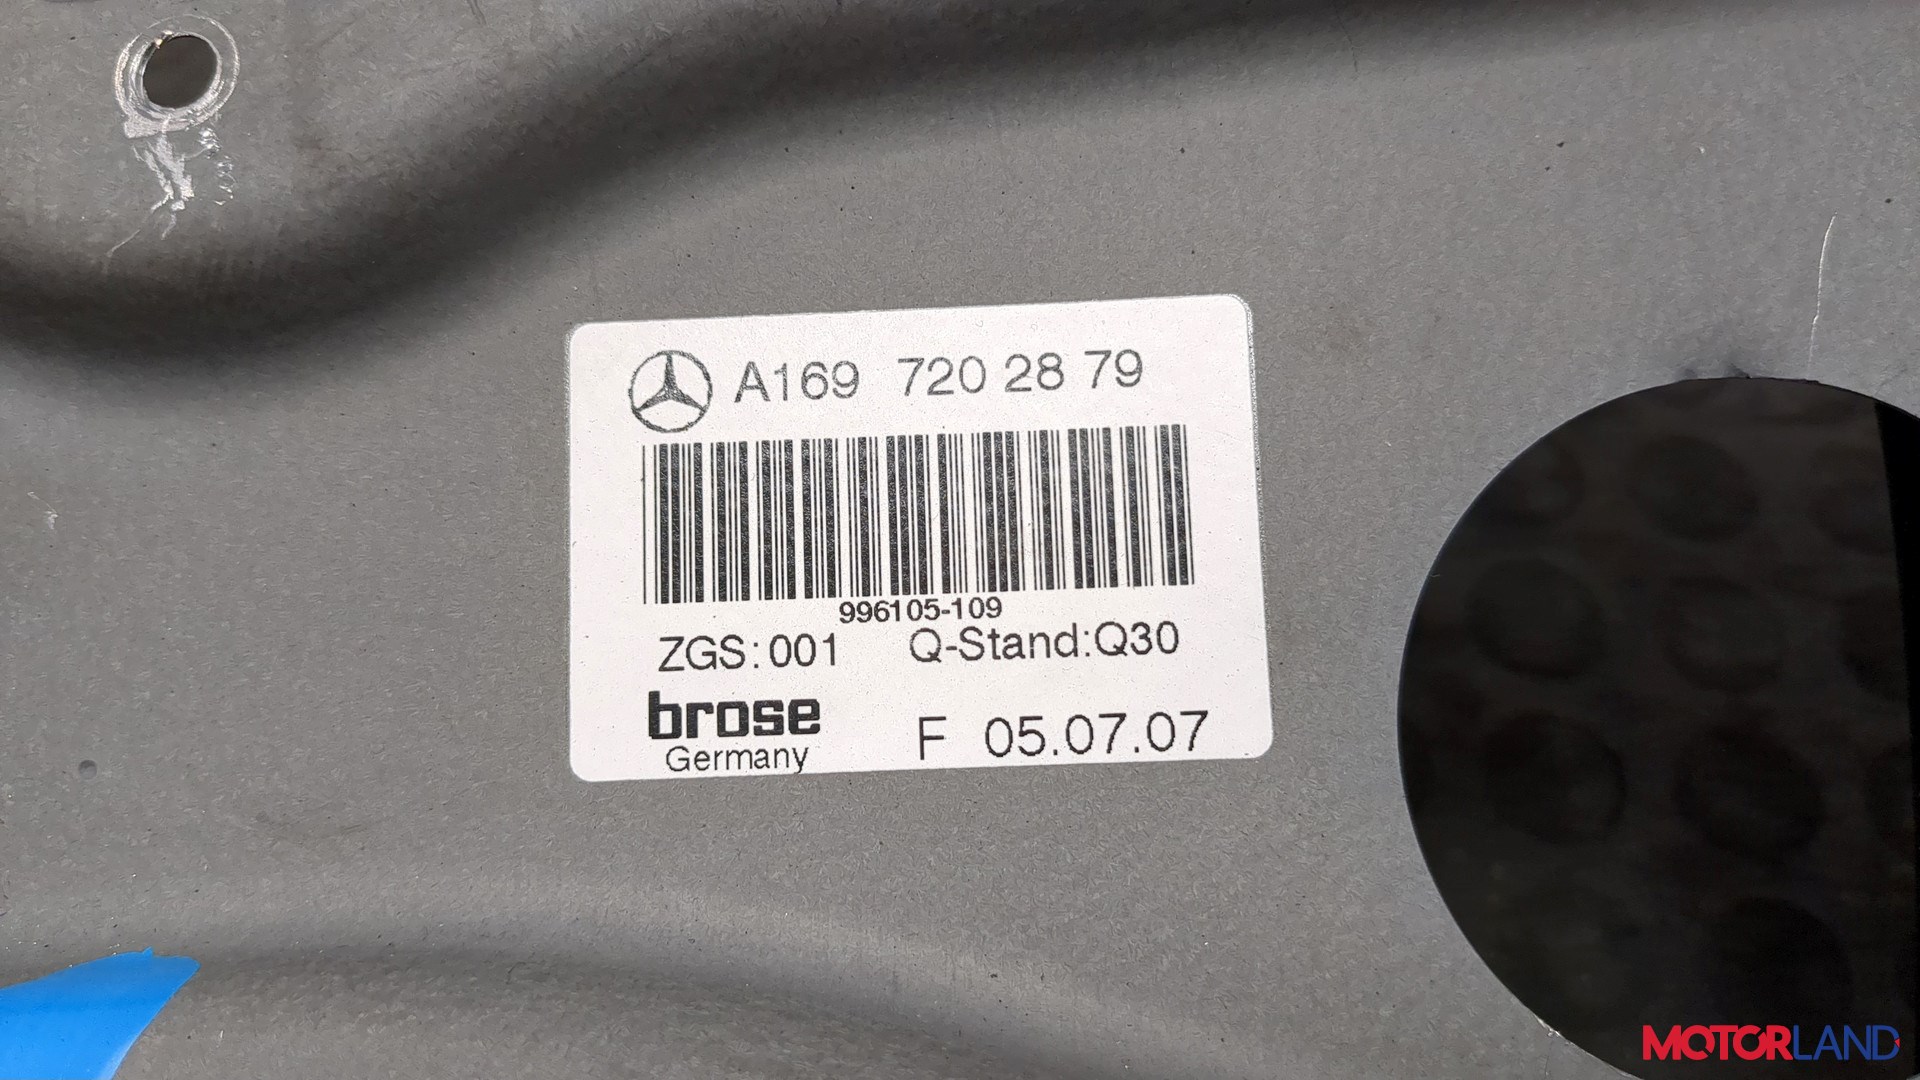 A169 720 28 79
996105-109
ZGS:001 Q-Stand:Q30
brose
Germany
F 05.07.07
MOTORLAND